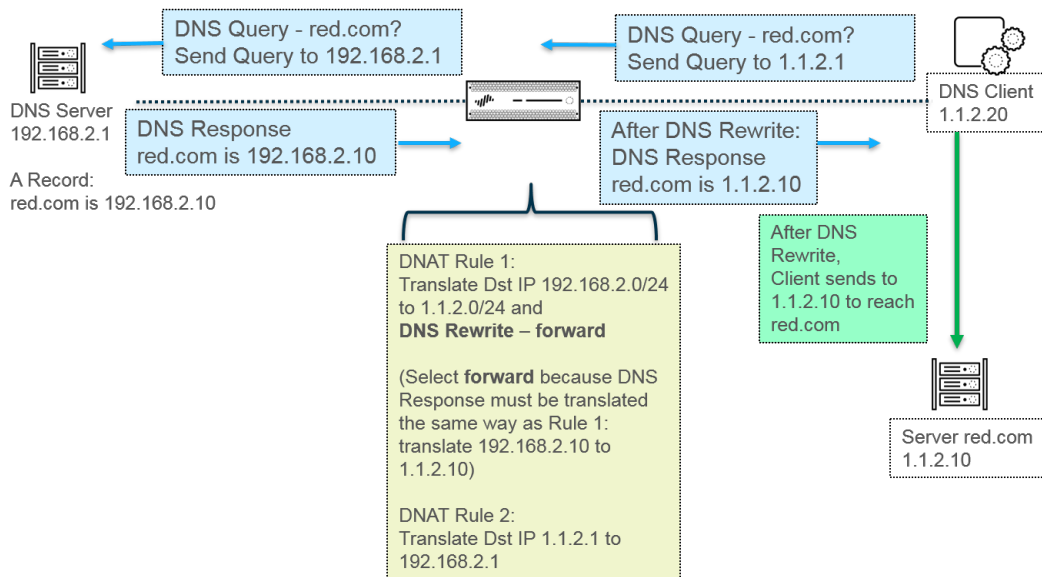 DNS Query - red.com?
Send Query to 192.168.2.1
DNS Query - red.com?
Send Query to 1.1.2.1
DNS Server
192.168.2.1
DNS Client
1.1.2.20
DNS Response
red.com is 192.168.2.10
After DNS Rewrite:
DNS Response
red.com is 1.1.2.10
A Record:
red.com is 192.168.2.10
After DNS
Rewrite,
Client sends to
1.1.2.10 to reach
red.com
DNAT Rule 1:
Translate Dst IP 192.168.2.0/24
to 1.1.2.0/24 and
DNS Rewrite – forward
(Select forward because DNS
Response must be translated
the same way as Rule 1:
translate 192.168.2.10 to
1.1.2.10)
DNAT Rule 2:
Translate Dst IP 1.1.2.1 to
192.168.2.1
Server red.com
1.1.2.10